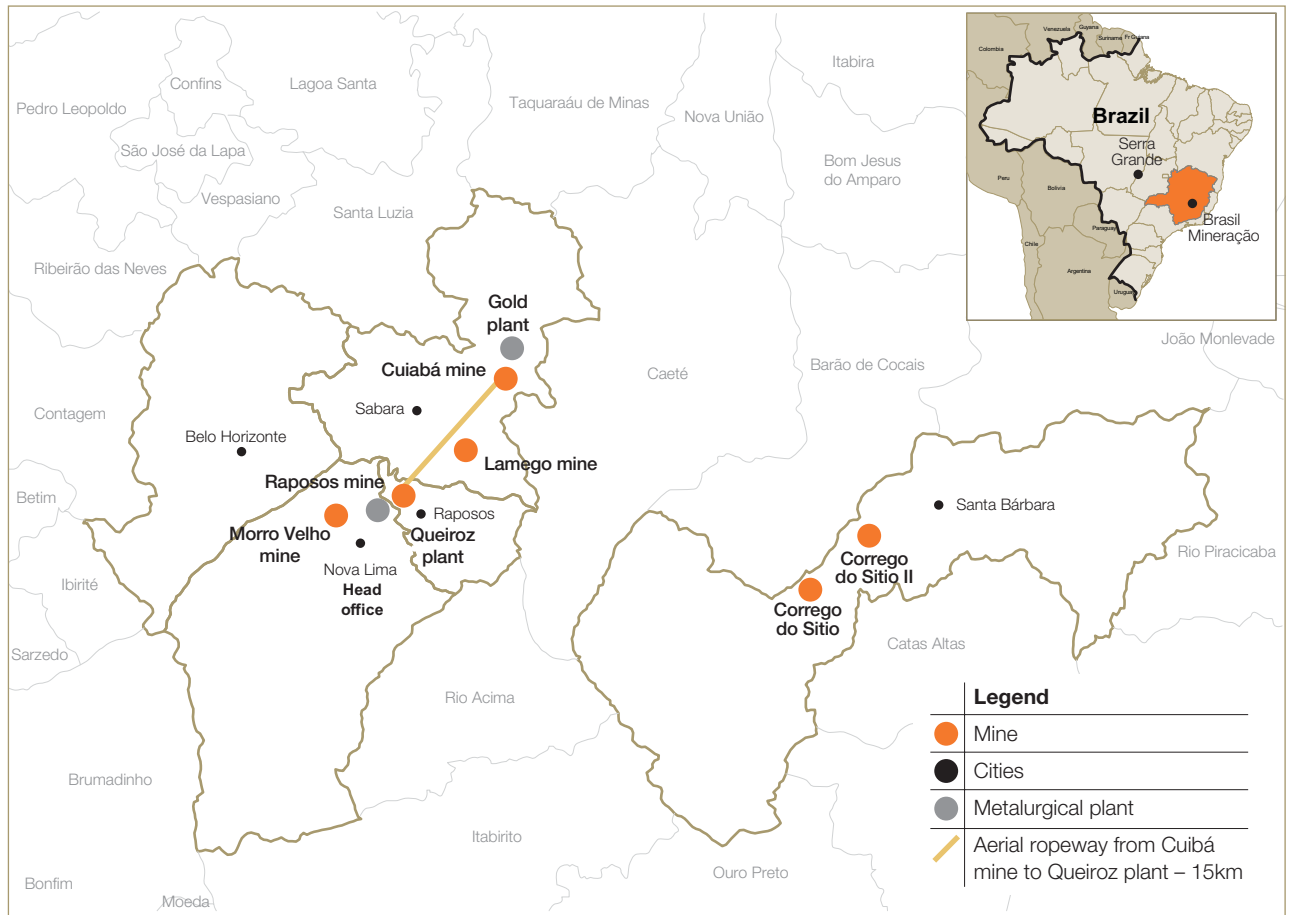 Pedro Leopoldo
Confins
Lagoa Santa
Taquaraáu de Minas
Itabira
Nova União
São José da Lapa
Vespasiano
Santa Luzia
Bom Jesus
do Amparo
Ribeirão das Neves
Venezuela
Guyana
Suriname
Fr Guiana
Colombia
Brazil
Serra
Grande
Peru
Bolivia
Brasil
Mineração
Paraguay
Chile
Argentina
Uruguay
Gold
plant
Cuiabá mine
Caeté
Barão de Cocais
João Monlevade
Contagem
Sabara
Belo Horizonte
Lamego mine
Raposos mine
Betim
Raposos
Santa Bárbara
Morro Velho
mine
Queiroz
plant
Nova Lima
Head
office
Corrego
do Sitio II
Rio Piracicaba
Ibirité
Corrego
do Sitio
Catas Altas
Sarzedo
Rio Acima
Brumadinho
Itabirito
Ouro Preto
Bonfim
Moeda
Legend
Mine
Cities
Metalurgical plant
Aerial ropeway from Cuibá
mine to Queiroz plant – 15km